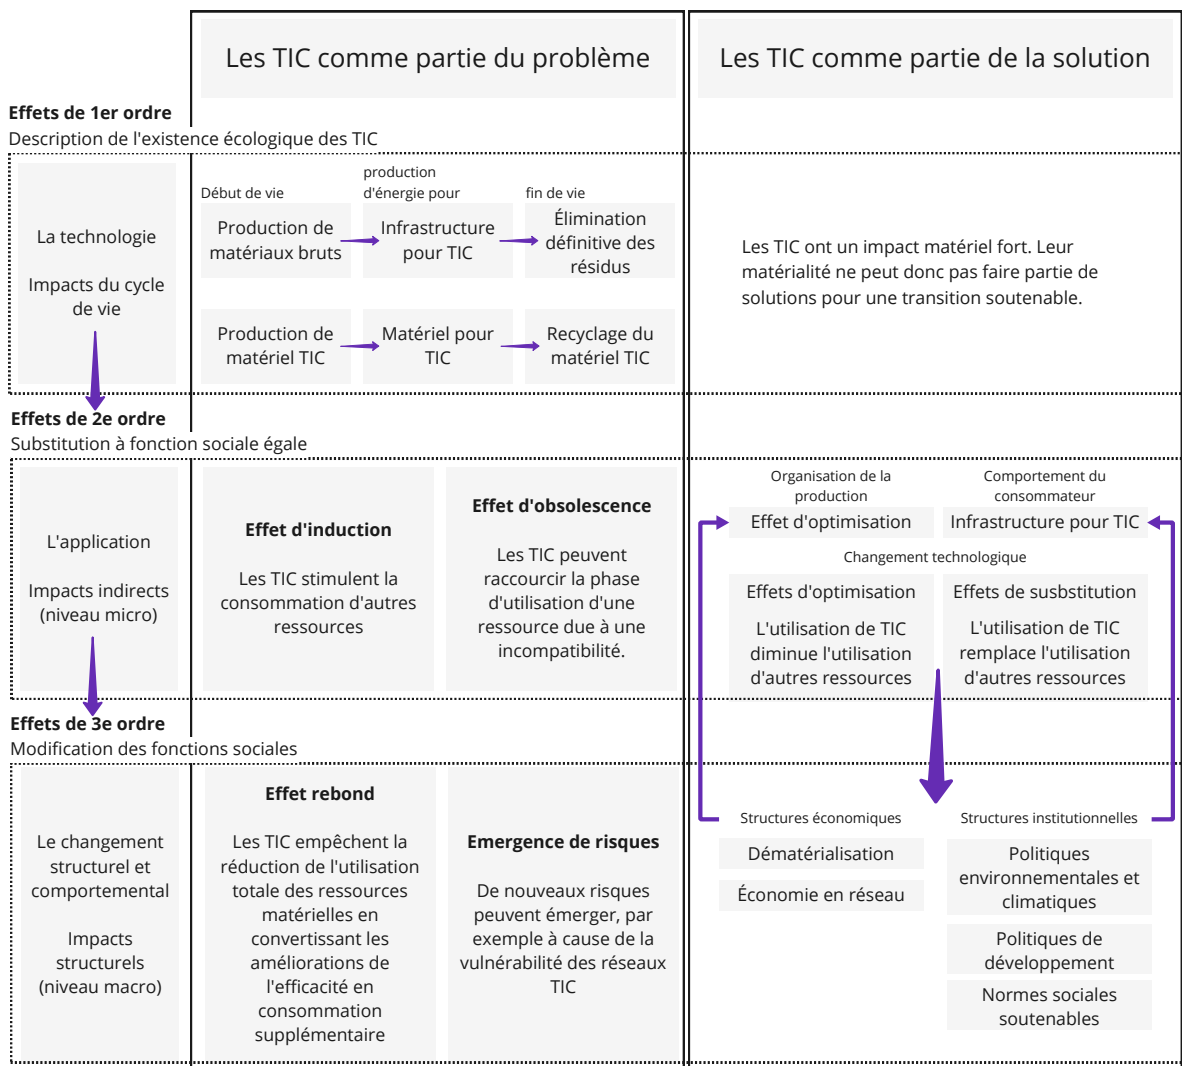 Les TIC comme partie du problème
Les TIC comme partie de la solution
Effets de 1er ordre
Description de l'existence écologique des TIC
La technologie
Impacts du cycle
de vie
Début de vie
production
d'énergie pour
fin de vie
Production de
matériaux bruts
Infrastructure
pour TIC
Élimination
définitive des
résidus
Production de
matériel TIC
Matériel pour
TIC
Recyclage du
matériel TIC
Les TIC ont un impact matériel fort. Leur
matérialité ne peut donc pas faire partie de
solutions pour une transition soutenable.
Effets de 2e ordre
Substitution à fonction sociale égale
L'application
Impacts indirects
(niveau micro)
Effet d'induction
Les TIC stimulent la
consommation d'autres
ressources
Effet d'obsolescence
Les TIC peuvent
raccourcir la phase
d'utilisation d'une
ressource due à une
incompatibilité.
Organisation de la
production
Comportement du
consommateur
Effet d'optimisation
Infrastructure pour TIC
Changement technologique
Effets d'optimisation
L'utilisation de TIC
diminue l'utilisation
d'autres ressources
Effets de susbstitution
L'utilisation de TIC
remplace l'utilisation
d'autres ressources
Effets de 3e ordre
Modification des fonctions sociales
Le changement
structurel et
comportemental
Impacts
structurels
(niveau macro)
Effet rebond
Les TIC empêchent la
réduction de l'utilisation
totale des ressources
matérielles en
convertissant les
améliorations de
l'efficacité en
consommation
supplémentaire
Emergence de risques
De nouveaux risques
peuvent émerger, par
exemple à cause de la
vulnérabilité des réseaux
TIC
Structures économiques
Dématérialisation
Économie en réseau
Structures institutionnelles
Politiques
environnementales et
climatiques
Politiques de
développement
Normes sociales
soutenables